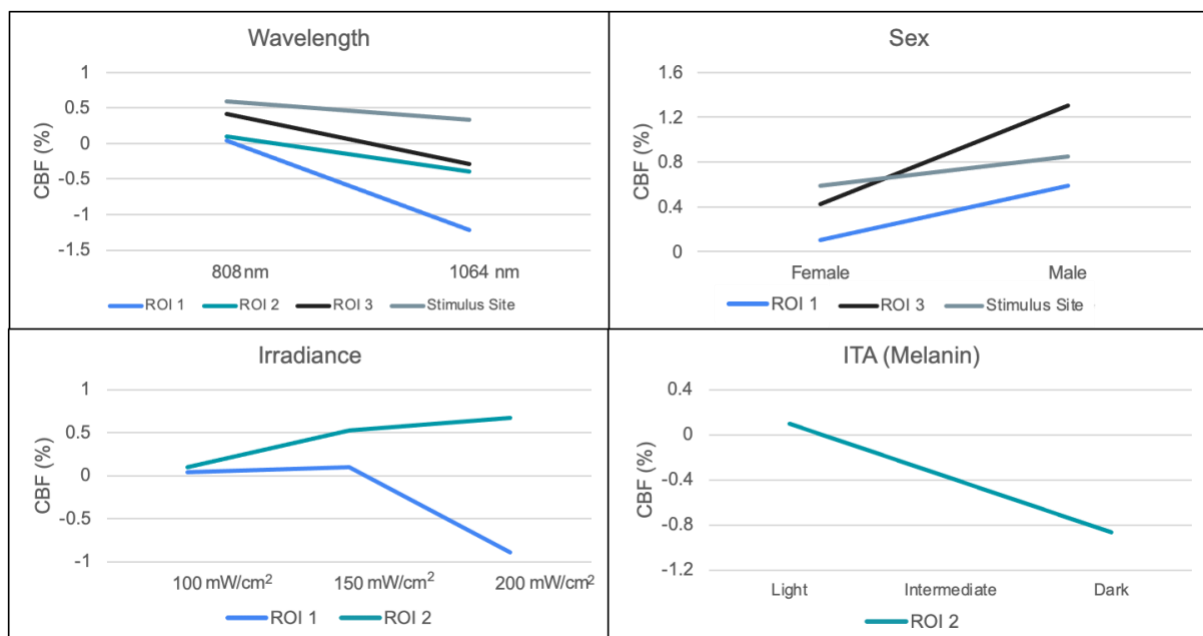 Wavelength
CBF (%)
1
0.5
0
-0.5
-1
-1.5
808 nm 1064 nm
ROI 1 ROI 2 ROI 3 Stimulus Site
Sex
CBF (%)
1.6
1.2
0.8
0.4
0
Female Male
ROI 1 ROI 3 Stimulus Site
Irradiance
CBF (%)
1
0.5
0
-0.5
-1
100 mW/cm² 150 mW/cm² 200 mW/cm²
ROI 1 ROI 2
ITA (Melanin)
CBF (%)
0.4
0
-0.4
-0.8
-1.2
Light Intermediate Dark
ROI 2